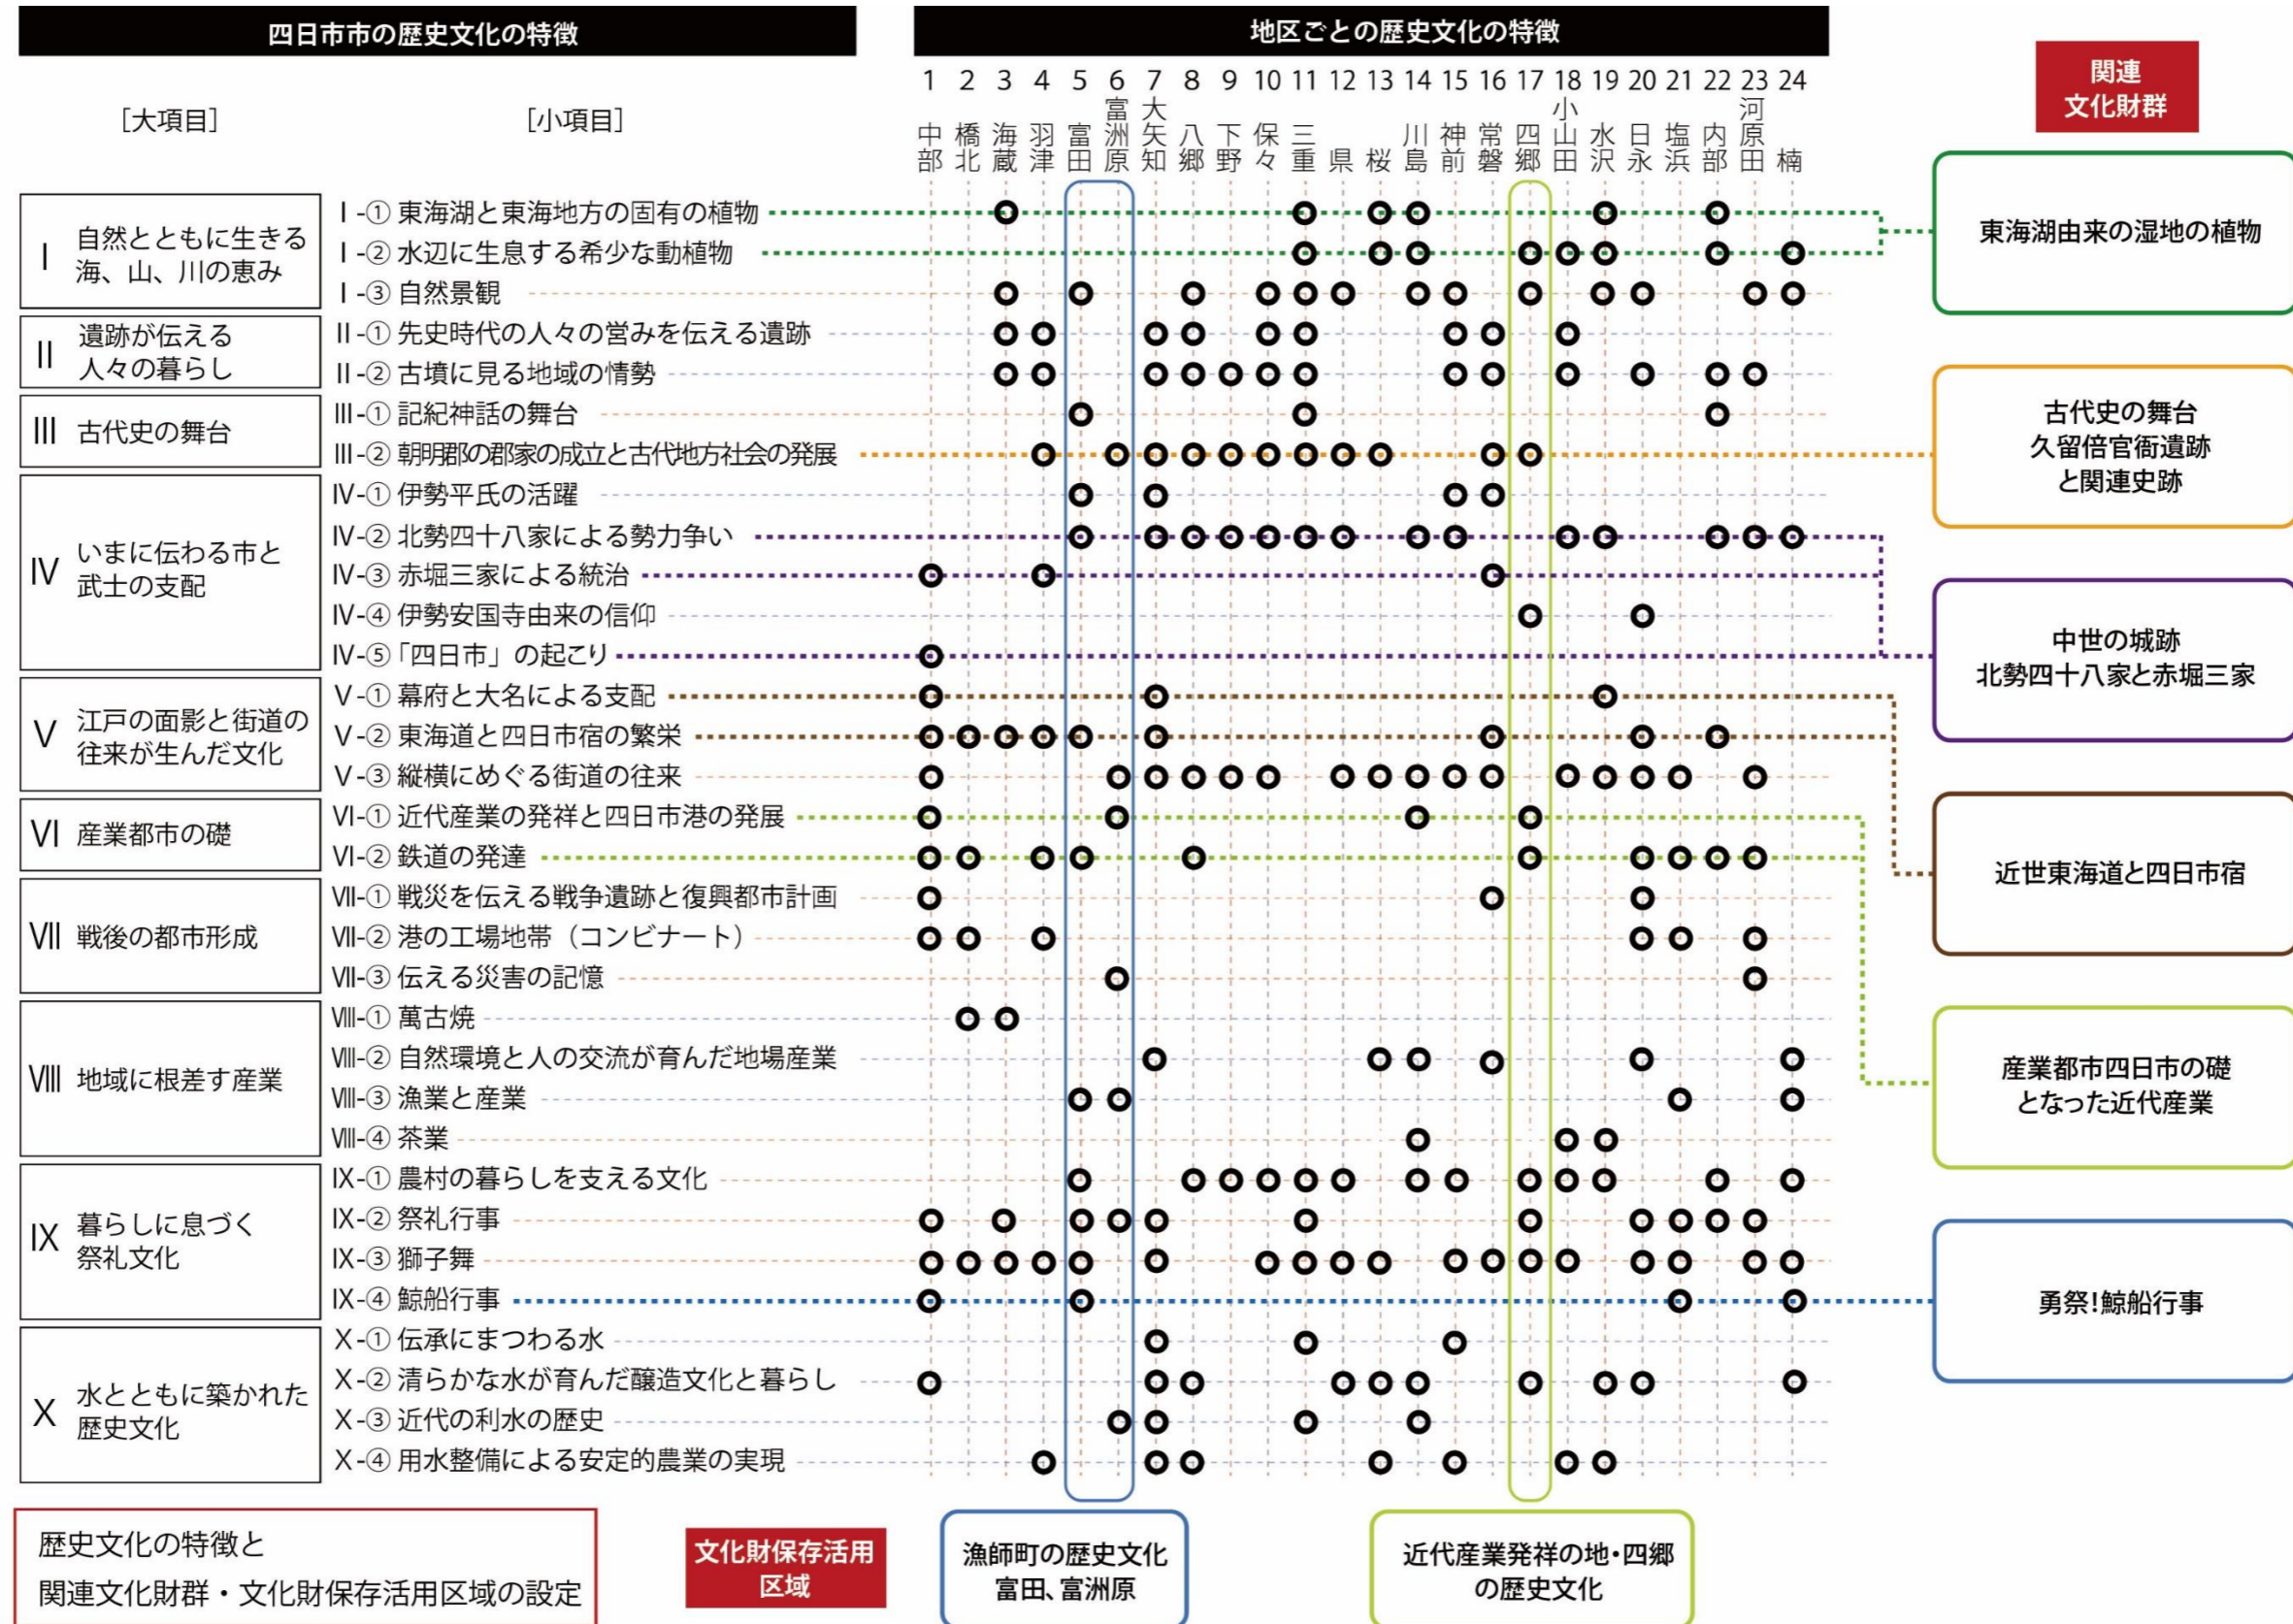 四日市市の歴史文化の特徴
地区ごとの歴史文化の特徴
[大項目]
[小項目]
1 2 3 4 5 6 7 8 9 10 11 12 13 14 15 16 17 18 19 20 21 22 23 24
中部 橋北 海蔵 羽津 富田 富洲原 大矢知 八郷 下野 保々 三重 県 桜 川島 神前 常磐 四郷 小山田 水沢 日永 塩浜 内部 河原田 楠
Ⅰ 自然とともに生きる
海、山、川の恵み
Ⅰ-① 東海湖と東海地方の固有の植物
Ⅰ-② 水辺に生息する希少な動植物
Ⅰ-③ 自然景観
Ⅱ 遺跡が伝える
人々の暮らし
Ⅱ-① 先史時代の人々の営みを伝える遺跡
Ⅱ-② 古墳に見る地域の情勢
Ⅲ 古代史の舞台
Ⅲ-① 記紀神話の舞台
Ⅲ-② 朝明郡の郡家の成立と古代地方社会の発展
Ⅳ いまに伝わる市と
武士の支配
Ⅳ-① 伊勢平氏の活躍
Ⅳ-② 北勢四十八家による勢力争い
Ⅳ-③ 赤堀三家による統治
Ⅳ-④ 伊勢安国寺由来の信仰
Ⅳ-⑤「四日市」の起こり
Ⅴ 江戸の面影と街道の
往来が生んだ文化
Ⅴ-① 幕府と大名による支配
Ⅴ-② 東海道と四日市宿の繁栄
Ⅴ-③ 縦横にめぐる街道の往来
Ⅵ 産業都市の礎
Ⅵ-① 近代産業の発祥と四日市港の発展
Ⅵ-② 鉄道の発達
Ⅶ 戦後の都市形成
Ⅶ-① 戦災を伝える戦争遺跡と復興都市計画
Ⅶ-② 港の工場地帯（コンビナート）
Ⅶ-③ 伝える災害の記憶
Ⅷ 地域に根差す産業
Ⅷ-① 萬古焼
Ⅷ-② 自然環境と人の交流が育んだ地場産業
Ⅷ-③ 漁業と産業
Ⅷ-④ 茶業
Ⅸ 暮らしに息づく
祭礼文化
Ⅸ-① 農村の暮らしを支える文化
Ⅸ-② 祭礼行事
Ⅸ-③ 獅子舞
Ⅸ-④ 鯨船行事
Ⅹ 水とともに築かれた
歴史文化
Ⅹ-① 伝承にまつわる水
Ⅹ-② 清らかな水が育んだ醸造文化と暮らし
Ⅹ-③ 近代の利水の歴史
Ⅹ-④ 用水整備による安定的農業の実現
関連
文化財群
東海湖由来の湿地の植物
古代史の舞台
久留倍官衙遺跡
と関連史跡
中世の城跡
北勢四十八家と赤堀三家
近世東海道と四日市宿
産業都市四日市の礎
となった近代産業
勇祭！鯨船行事
歴史文化の特徴と
関連文化財群・文化財保存活用区域の設定
文化財保存活用
区域
漁師町の歴史文化
富田、富洲原
近代産業発祥の地・四郷
の歴史文化